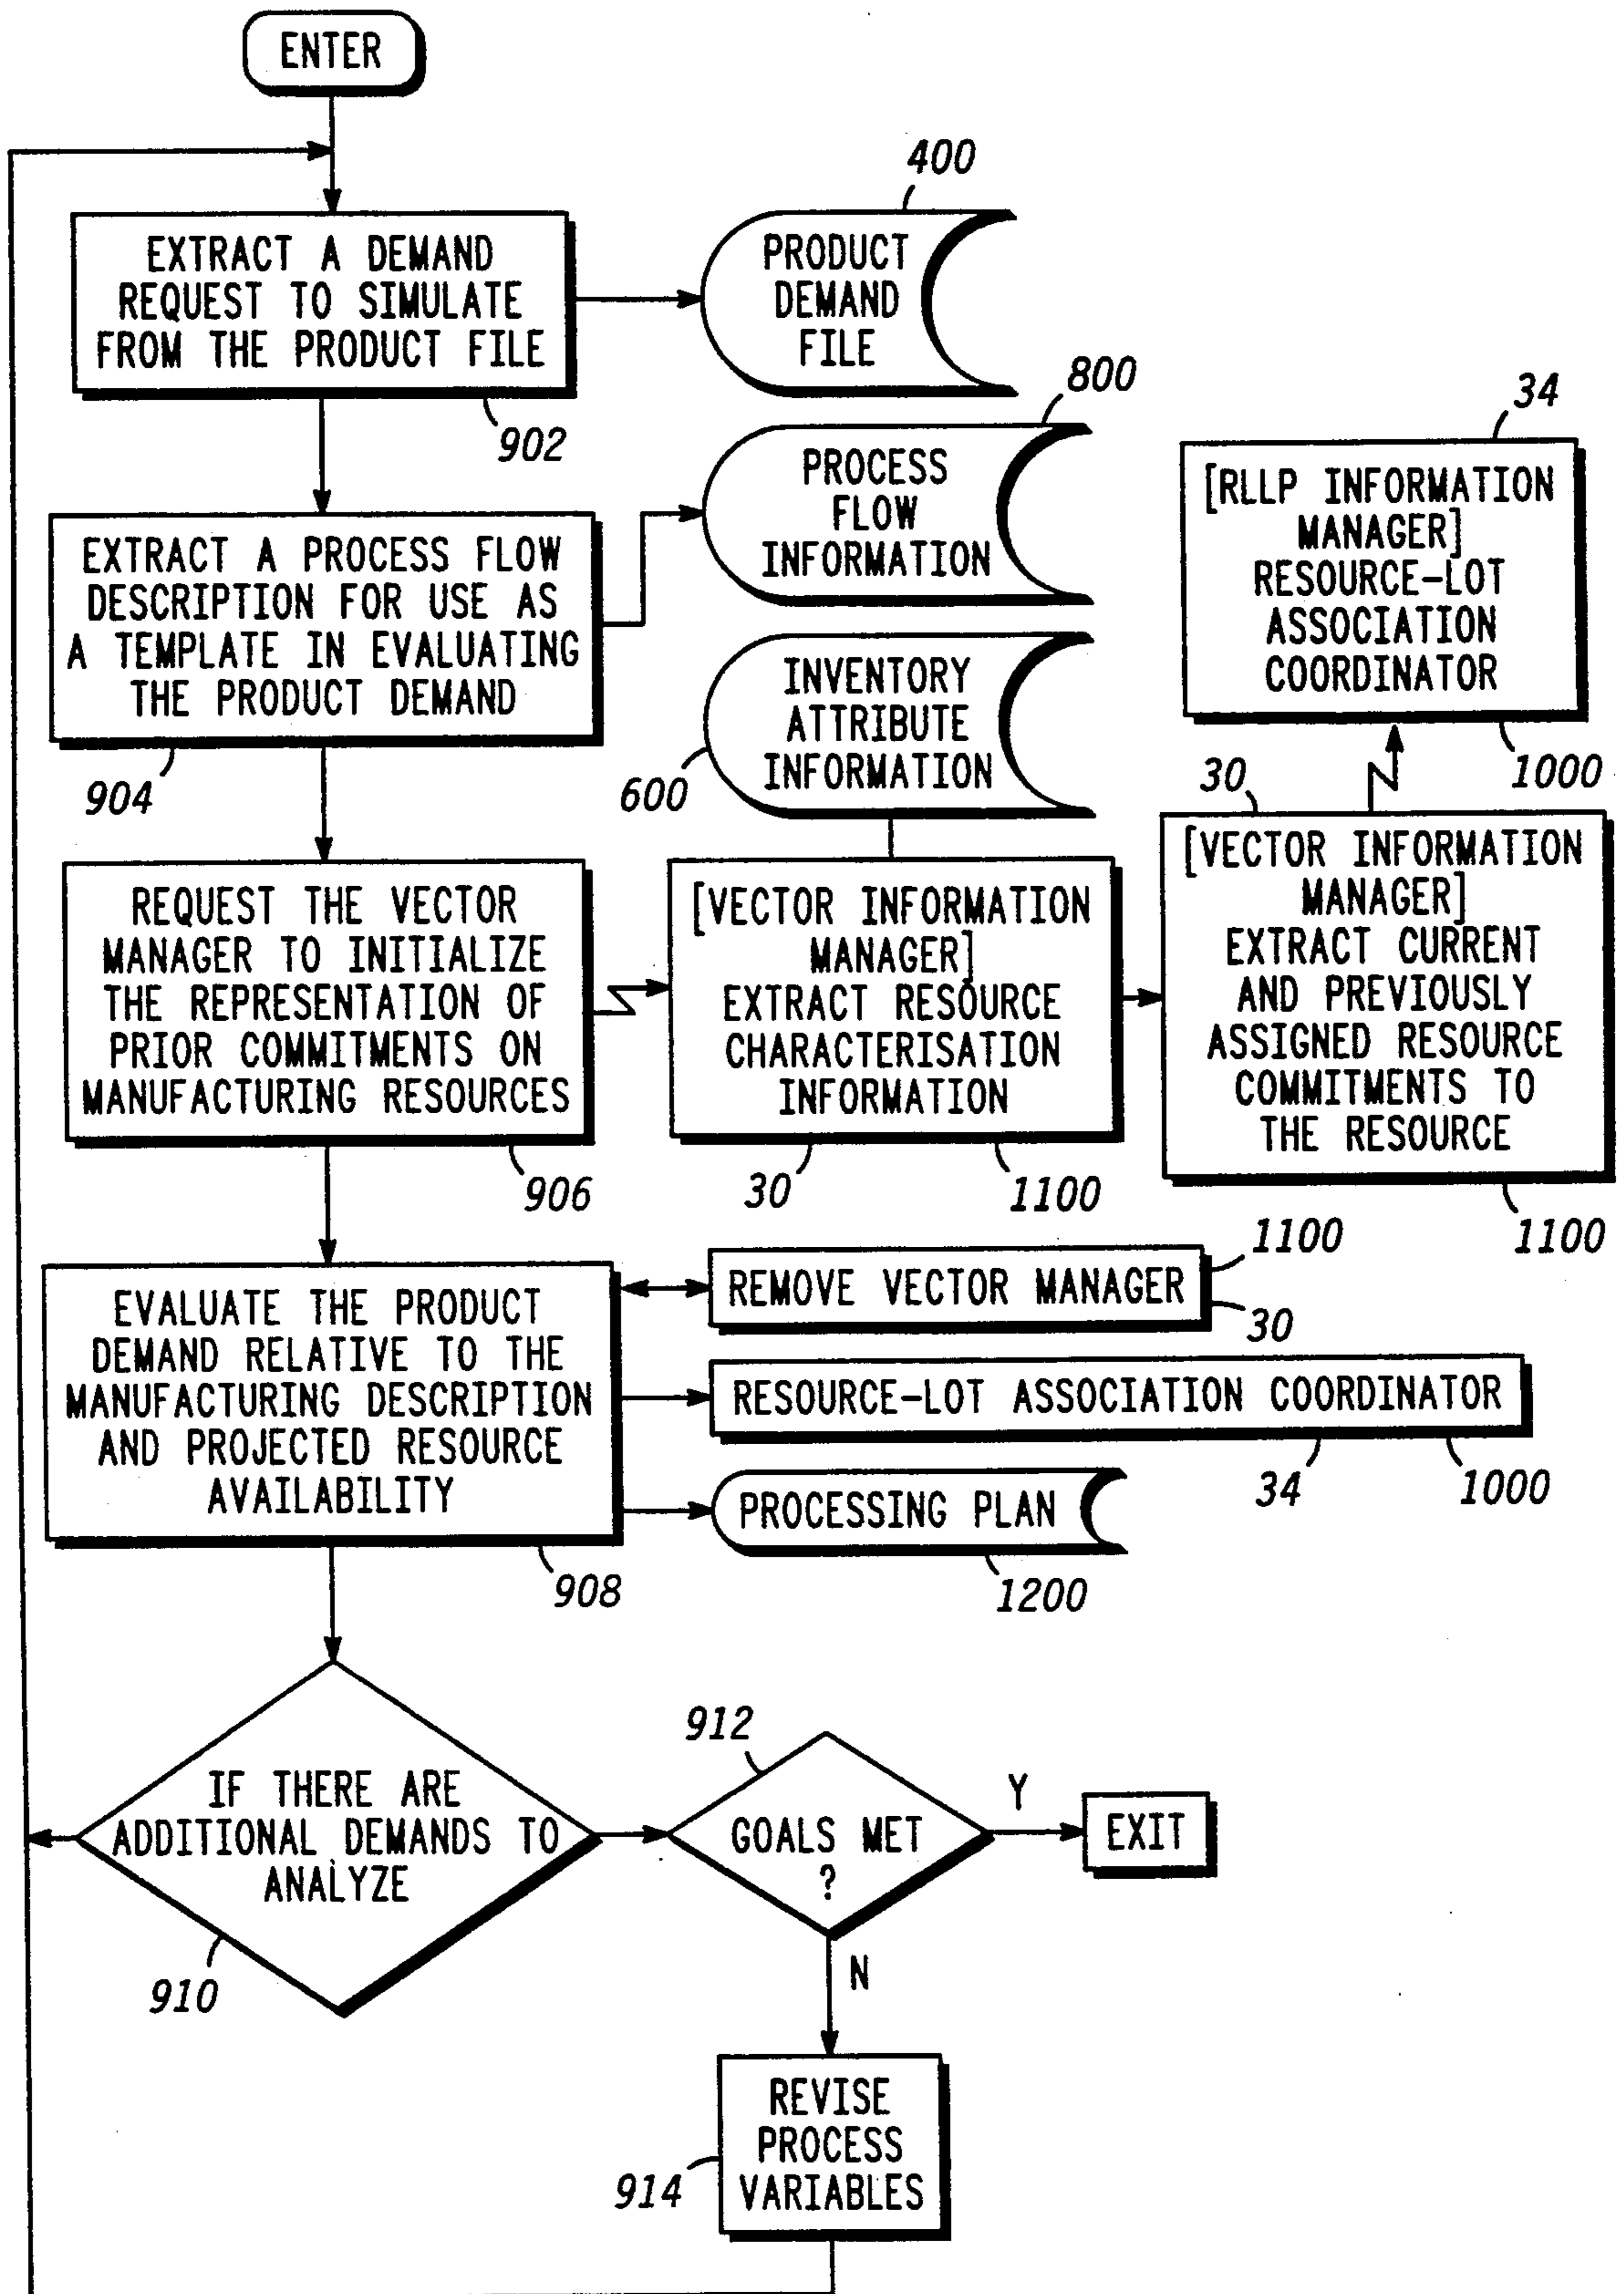 ENTER
400
EXTRACT A DEMAND
REQUEST TO SIMULATE
FROM THE PRODUCT FILE
902
PRODUCT
DEMAND
FILE
800
PROCESS
FLOW
INFORMATION
34
[RLLP INFORMATION
MANAGER]
RESOURCE-LOT
ASSOCIATION
COORDINATOR
1000
EXTRACT A PROCESS FLOW
DESCRIPTION FOR USE AS
A TEMPLATE IN EVALUATING
THE PRODUCT DEMAND
904
INVENTORY
ATTRIBUTE
INFORMATION
600
30
REQUEST THE VECTOR
MANAGER TO INITIALIZE
THE REPRESENTATION OF
PRIOR COMMITMENTS ON
MANUFACTURING RESOURCES
906
[VECTOR INFORMATION
MANAGER]
EXTRACT RESOURCE
CHARACTERISATION
INFORMATION
30
1100
[VECTOR INFORMATION
MANAGER]
EXTRACT CURRENT
AND PREVIOUSLY
ASSIGNED RESOURCE
COMMITMENTS TO
THE RESOURCE
1100
EVALUATE THE PRODUCT
DEMAND RELATIVE TO THE
MANUFACTURING DESCRIPTION
AND PROJECTED RESOURCE
AVAILABILITY
908
REMOVE VECTOR MANAGER
1100
30
RESOURCE-LOT ASSOCIATION COORDINATOR
34
1000
PROCESSING PLAN
1200
IF THERE ARE
ADDITIONAL DEMANDS TO
ANALYZE
910
912
GOALS MET
?
Y
EXIT
N
REVISE
PROCESS
VARIABLES
914